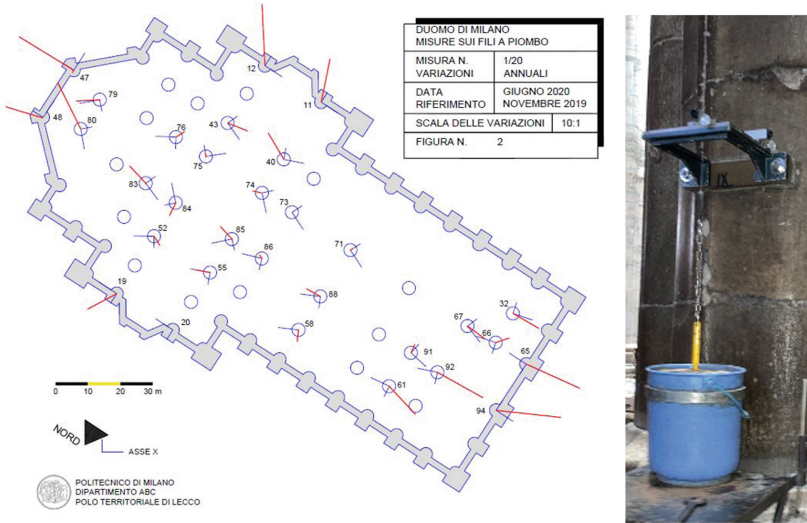 DUOMO DI MILANO
MISURE SUI FILI A PIOMBO
MISURA N. 1/20
VARIAZIONI ANNUALI
DATA GIUGNO 2020
RIFERIMENTO NOVEMBRE 2019
SCALA DELLE VARIAZIONI 10:1
FIGURA N. 2
12
47
11
79
48
80
43
76
75
40
83
74
84
73
52
85
71
86
55
19
88
32
67
20
58
66
91
65
92
61
94
0 10 20 30 m
NORD
ASSE X
POLITECNICO DI MILANO
DIPARTIMENTO ABC
POLO TERRITORIALE DI LECCO
IX